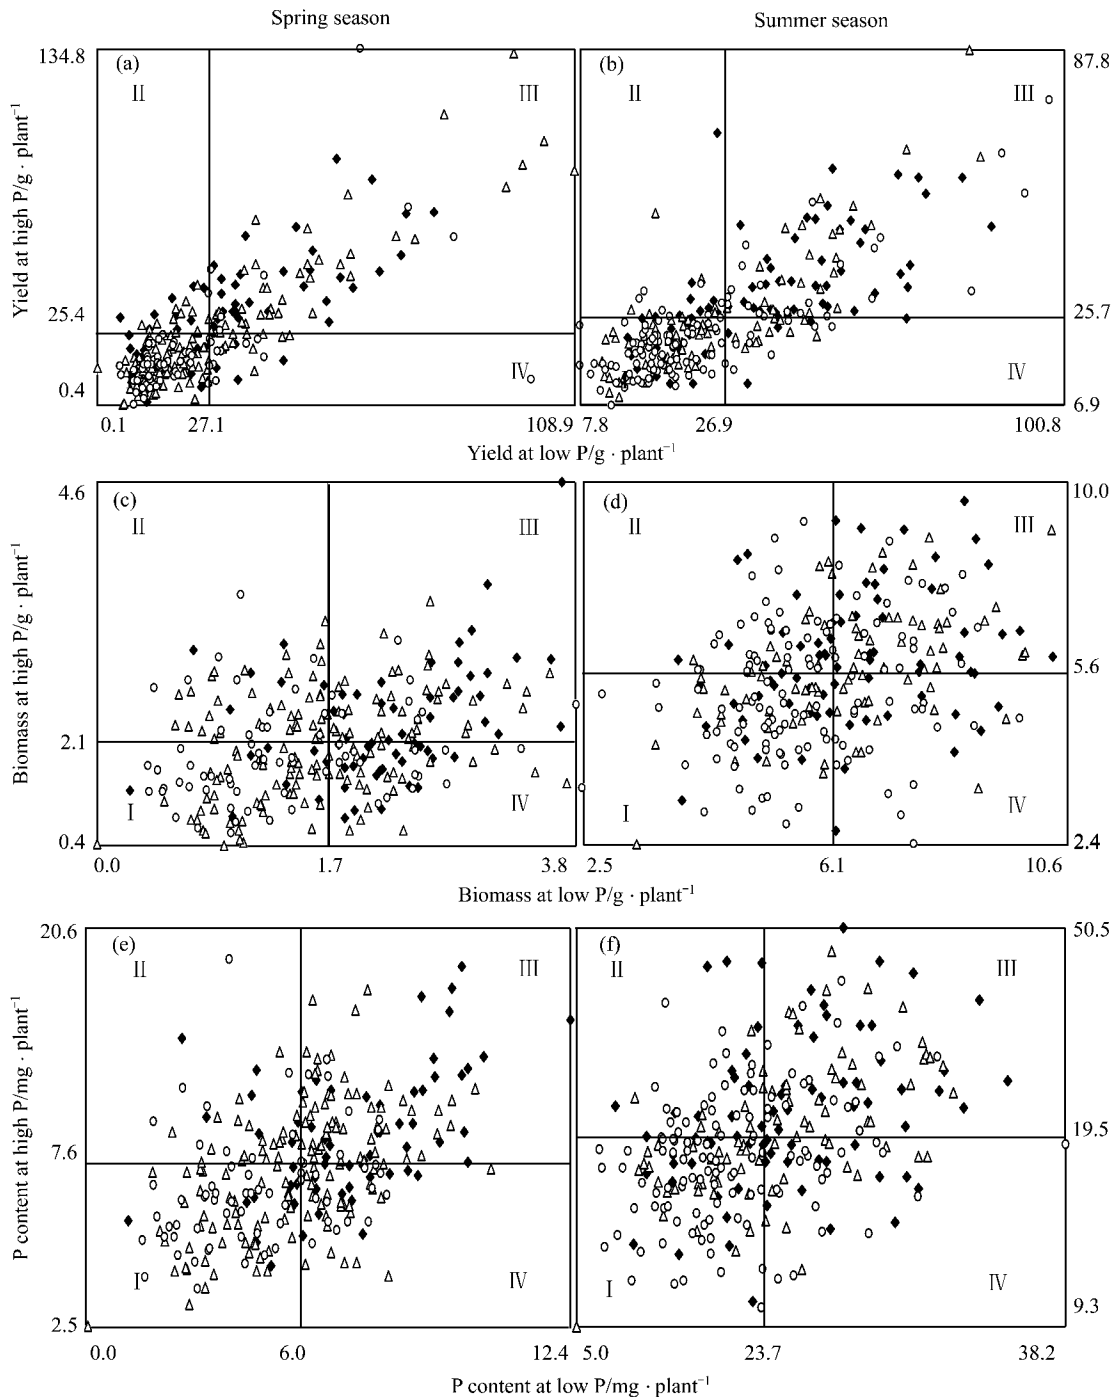 Spring season
Summer season
134.8
(a)
II
III
(b)
II
III
87.8
Yield at high P/g · plant⁻¹
25.4
25.7
0.4
IV
IV
6.9
0.1
27.1
108.9
7.8
26.9
100.8
Yield at low P/g · plant⁻¹
4.6
(c)
II
III
(d)
II
III
10.0
Biomass at high P/g · plant⁻¹
2.1
5.6
I
IV
I
IV
0.4
2.4
0.0
1.7
3.8
2.5
6.1
10.6
Biomass at low P/g · plant⁻¹
20.6
(e)
II
III
(f)
II
III
50.5
P content at high P/mg · plant⁻¹
7.6
19.5
I
IV
I
IV
2.5
9.3
0.0
6.0
12.4
5.0
23.7
38.2
P content at low P/mg · plant⁻¹